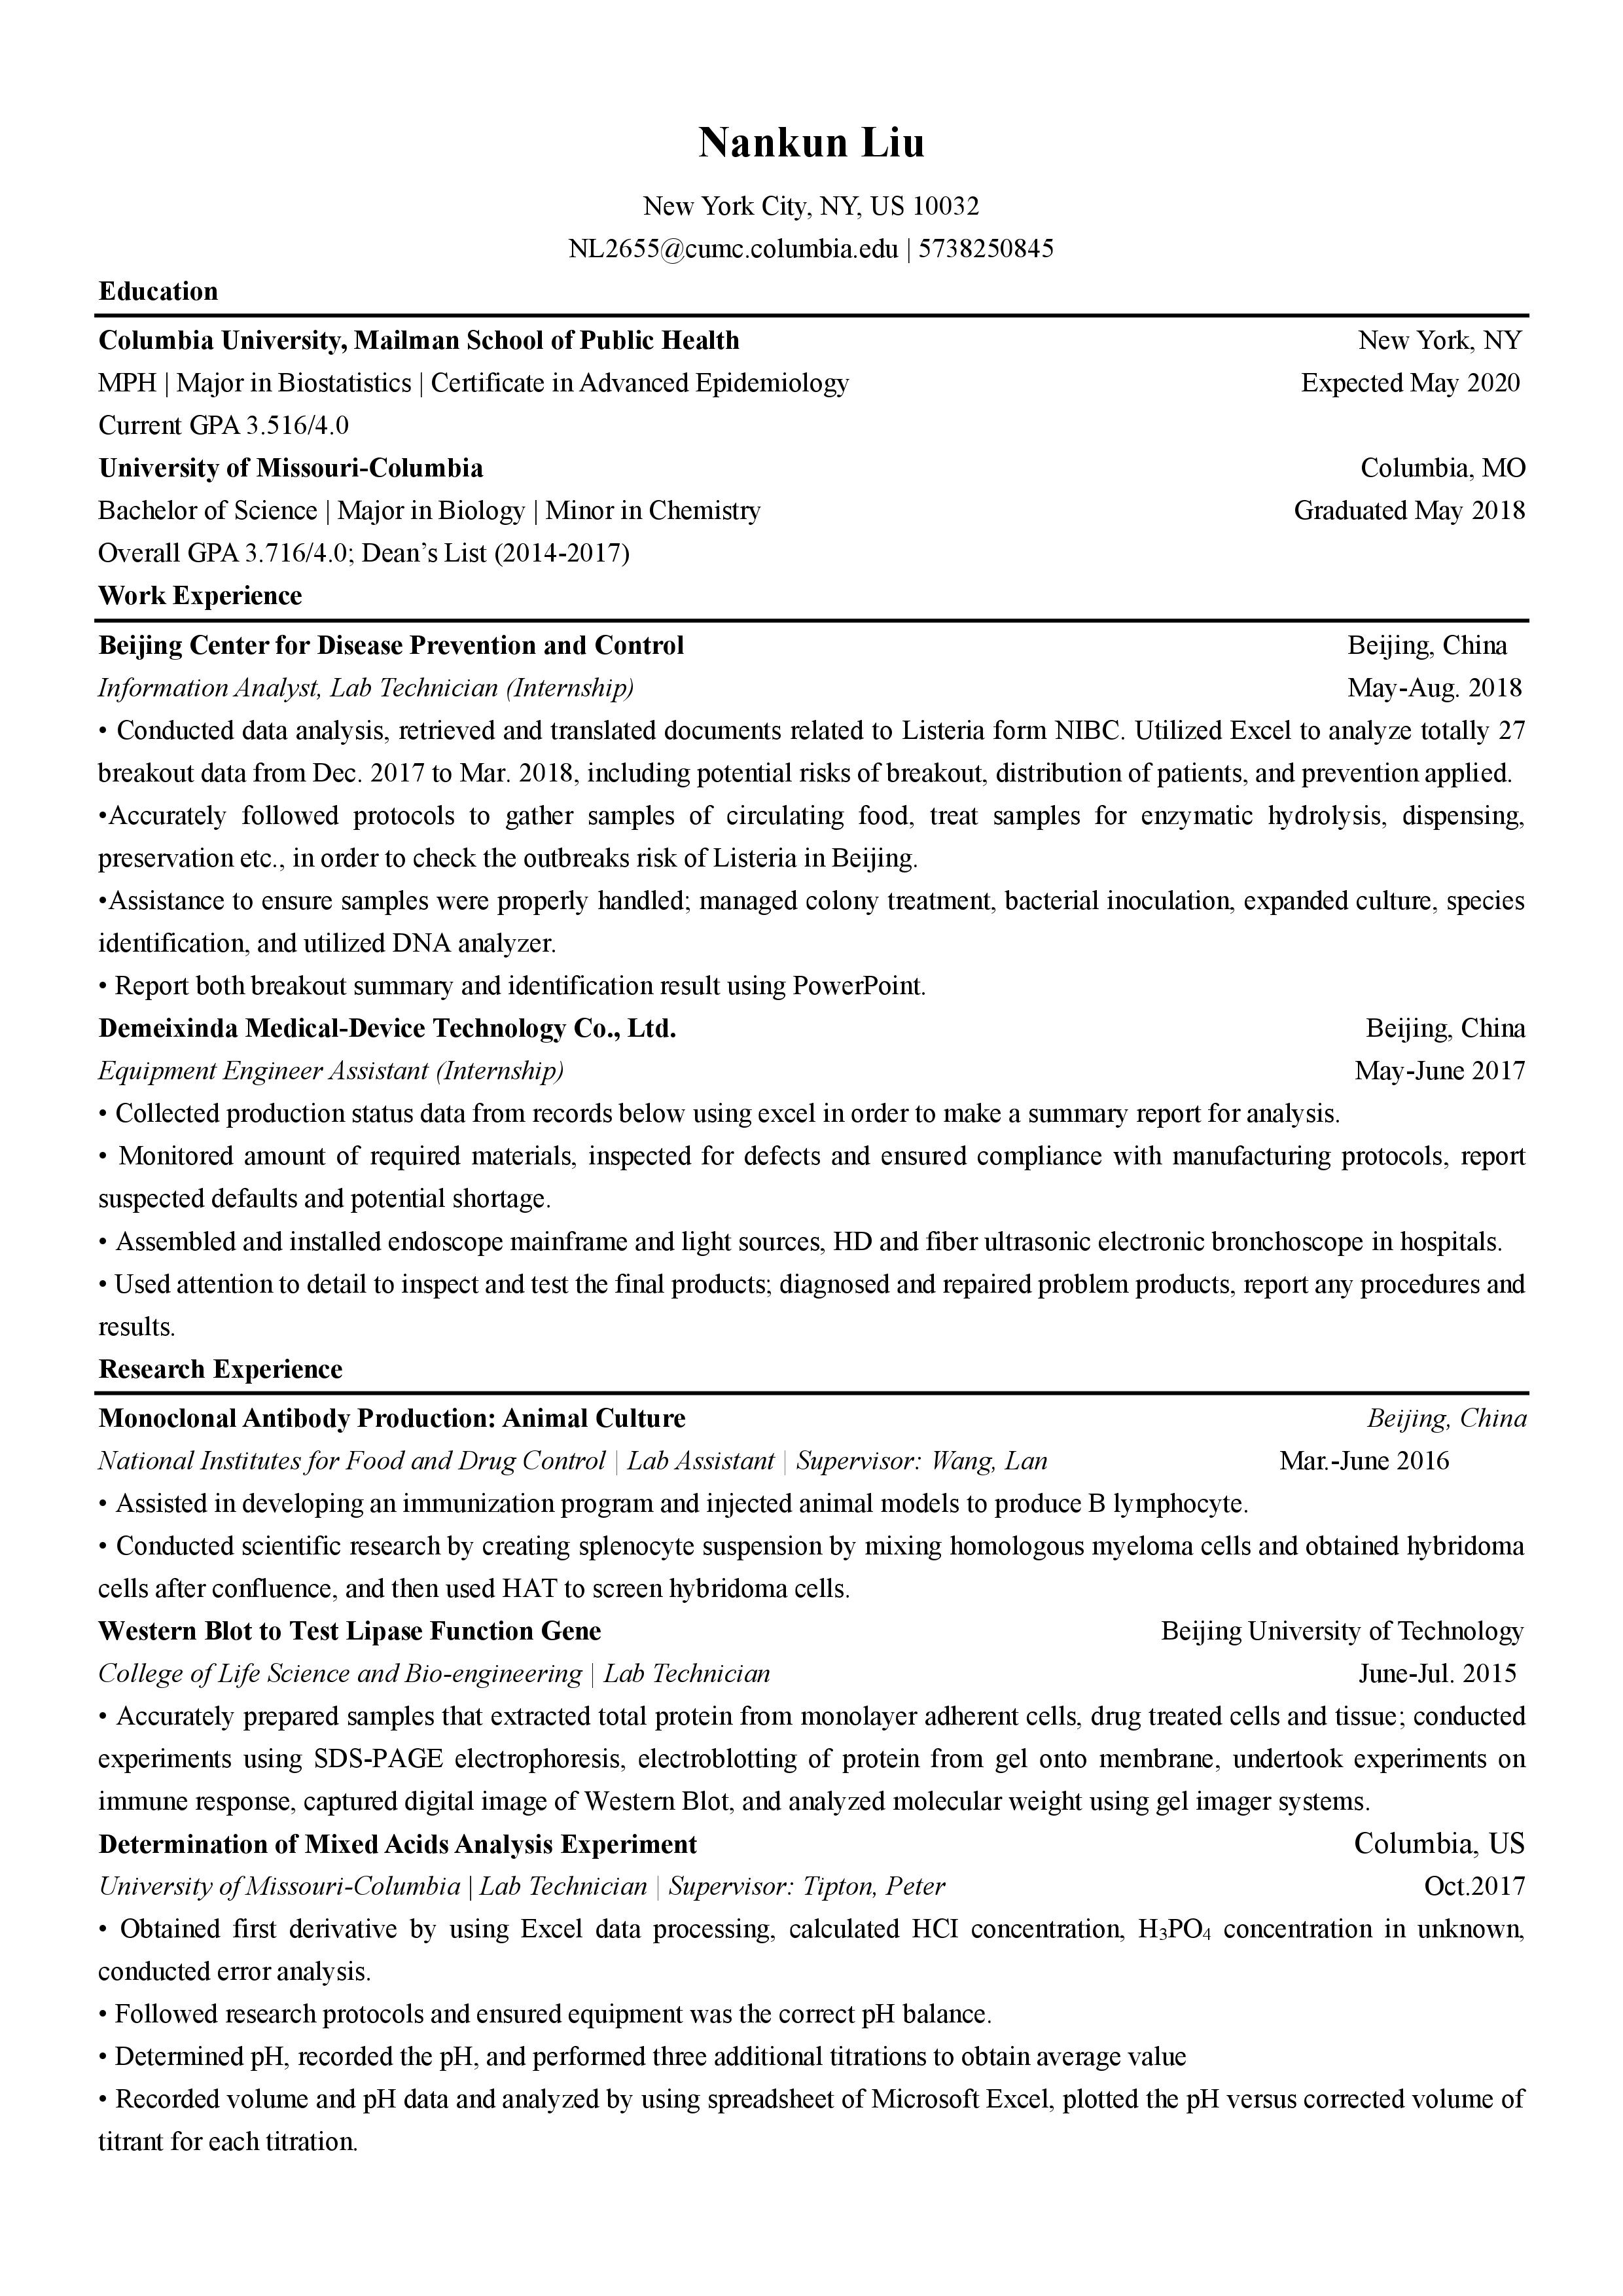 Nankun Liu
New York City, NY, US 10032
NL2655@cumc.columbia.edu | 5738250845
Education
Columbia University, Mailman School of Public Health New York, NY
MPH | Major in Biostatistics | Certificate in Advanced Epidemiology Expected May 2020
Current GPA 3.516/4.0
University of Missouri-Columbia Columbia, MO
Bachelor of Science | Major in Biology | Minor in Chemistry Graduated May 2018
Overall GPA 3.716/4.0; Dean’s List (2014-2017)
Work Experience
Beijing Center for Disease Prevention and Control Beijing, China
Information Analyst, Lab Technician (Internship) May-Aug. 2018
• Conducted data analysis, retrieved and translated documents related to Listeria form NIBC. Utilized Excel to analyze totally 27
breakout data from Dec. 2017 to Mar. 2018, including potential risks of breakout, distribution of patients, and prevention applied.
•Accurately followed protocols to gather samples of circulating food, treat samples for enzymatic hydrolysis, dispensing,
preservation etc., in order to check the outbreaks risk of Listeria in Beijing.
•Assistance to ensure samples were properly handled; managed colony treatment, bacterial inoculation, expanded culture, species
identification, and utilized DNA analyzer.
• Report both breakout summary and identification result using PowerPoint.
Demeixinda Medical-Device Technology Co., Ltd. Beijing, China
Equipment Engineer Assistant (Internship) May-June 2017
• Collected production status data from records below using excel in order to make a summary report for analysis.
• Monitored amount of required materials, inspected for defects and ensured compliance with manufacturing protocols, report
suspected defaults and potential shortage.
• Assembled and installed endoscope mainframe and light sources, HD and fiber ultrasonic electronic bronchoscope in hospitals.
• Used attention to detail to inspect and test the final products; diagnosed and repaired problem products, report any procedures and
results.
Research Experience
Monoclonal Antibody Production: Animal Culture Beijing, China
National Institutes for Food and Drug Control | Lab Assistant | Supervisor: Wang, Lan Mar.-June 2016
• Assisted in developing an immunization program and injected animal models to produce B lymphocyte.
• Conducted scientific research by creating splenocyte suspension by mixing homologous myeloma cells and obtained hybridoma
cells after confluence, and then used HAT to screen hybridoma cells.
Western Blot to Test Lipase Function Gene Beijing University of Technology
College of Life Science and Bio-engineering | Lab Technician June-Jul. 2015
• Accurately prepared samples that extracted total protein from monolayer adherent cells, drug treated cells and tissue; conducted
experiments using SDS-PAGE electrophoresis, electroblotting of protein from gel onto membrane, undertook experiments on
immune response, captured digital image of Western Blot, and analyzed molecular weight using gel imager systems.
Determination of Mixed Acids Analysis Experiment Columbia, US
University of Missouri-Columbia | Lab Technician | Supervisor: Tipton, Peter Oct.2017
• Obtained first derivative by using Excel data processing, calculated HCI concentration, H₃PO₄ concentration in unknown,
conducted error analysis.
• Followed research protocols and ensured equipment was the correct pH balance.
• Determined pH, recorded the pH, and performed three additional titrations to obtain average value
• Recorded volume and pH data and analyzed by using spreadsheet of Microsoft Excel, plotted the pH versus corrected volume of
titrant for each titration.